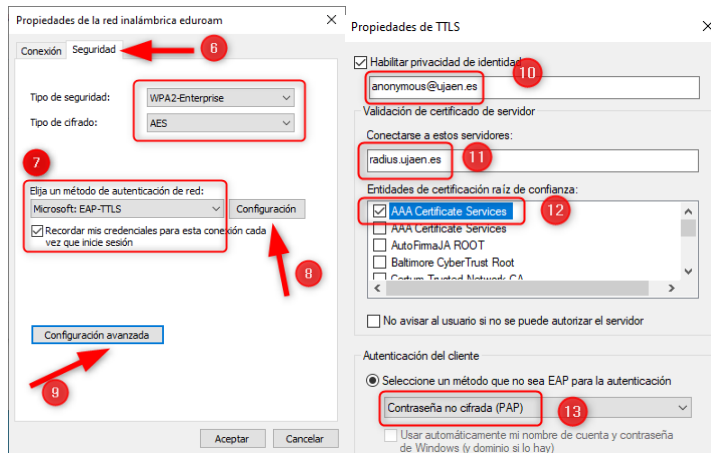 Propiedades de la red inalámbrica eduroam
Conexión Seguridad
6
Tipo de seguridad: WPA2-Enterprise
Tipo de cifrado: AES
7
Elija un método de autenticación de red:
Microsoft: EAP-TTLS Configuración
Recordar mis credenciales para esta conexión cada
vez que inicie sesión
8
Configuración avanzada
9
Aceptar Cancelar
Propiedades de TTLS
Habilitar privacidad de identidad
10
anonymous@ujaen.es
Validación de certificado de servidor
Conectarse a estos servidores:
radius.ujaen.es
11
Entidades de certificación raíz de confianza:
AAA Certificate Services
12
AAA Certificate Services
AutoFirmaJA ROOT
Baltimore CyberTrust Root
Certum Trusted Network CA
No avisar al usuario si no se puede autorizar el servidor
Autenticación del cliente
Seleccione un método que no sea EAP para la autenticación
Contraseña no cifrada (PAP)
13
Usar automáticamente mi nombre de cuenta y contraseña
de Windows (y dominio si lo hay)